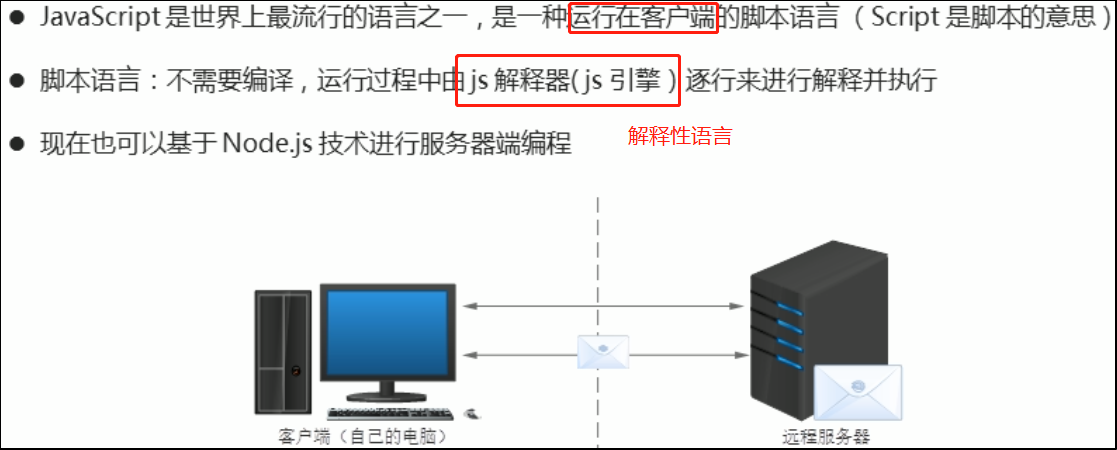 ● JavaScript 是世界上最流行的语言之一，是一种运行在客户端的脚本语言（Script 是脚本的意思）
● 脚本语言：不需要编译，运行过程中由 js 解释器( js 引擎 ）逐行来进行解释并执行
● 现在也可以基于 Node.js 技术进行服务器端编程
解释性语言
客户端（自己的电脑）
远程服务器